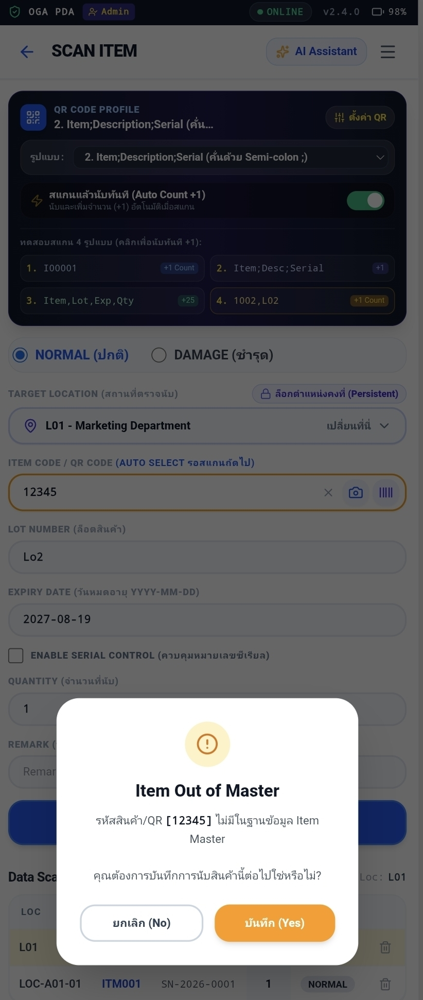 OGA PDA Admin ONLINE v2.4.0 98%
SCAN ITEM AI Assistant
QR CODE PROFILE
2. Item;Description;Serial (คั่น... ตั้งค่า QR
รูปแบบ: 2. Item;Description;Serial (คั่นด้วย Semi-colon ;)
สแกนแล้วนับทันที (Auto Count +1)
นับและเพิ่มจำนวน (+1) อัตโนมัติเมื่อสแกน
ทดสอบสแกน 4 รูปแบบ (คลิกเพื่อนับทันที +1):
1. I00001 +1 Count 2. Item;Desc;Serial +1
3. Item,Lot,Exp,Qty +25 4. 1002,L02 +1 Count
NORMAL (ปกติ) DAMAGE (ชำรุด)
TARGET LOCATION (สถานที่ตรวจนับ) ล็อกตำแหน่งคงที่ (Persistent)
L01 - Marketing Department เปลี่ยนที่นี่
ITEM CODE / QR CODE (AUTO SELECT รอสแกนถัดไป)
12345
LOT NUMBER (ล็อตสินค้า)
Lo2
EXPIRY DATE (วันหมดอายุ YYYY-MM-DD)
2027-08-19
ENABLE SERIAL CONTROL (ควบคุมหมายเลขซีเรียล)
QUANTITY (จำนวนที่นับ)
1
REMARK (
Remar
Item Out of Master
รหัสสินค้า/QR [12345] ไม่มีในฐานข้อมูล Item
Master
คุณต้องการบันทึกการนับสินค้านี้ต่อไปใช่หรือไม่?
ยกเลิก (No) บันทึก (Yes)
Data Sca Loc: L01
LOC
L01
LOC-A01-01 ITM001 SN-2026-0001 1 NORMAL